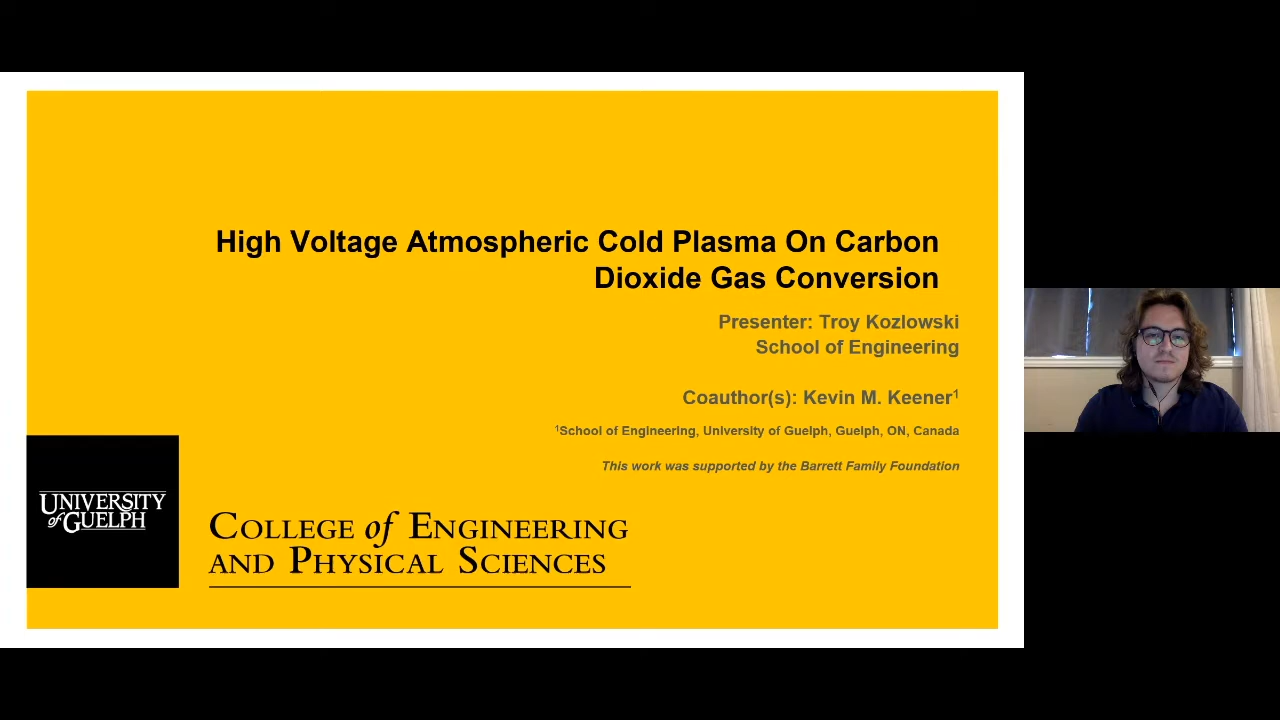 High Voltage Atmospheric Cold Plasma On Carbon
Dioxide Gas Conversion
Presenter: Troy Kozlowski
School of Engineering
Coauthor(s): Kevin M. Keener¹
¹School of Engineering, University of Guelph, Guelph, ON, Canada
This work was supported by the Barrett Family Foundation
UNIVERSITY
of GUELPH
COLLEGE of ENGINEERING
AND PHYSICAL SCIENCES